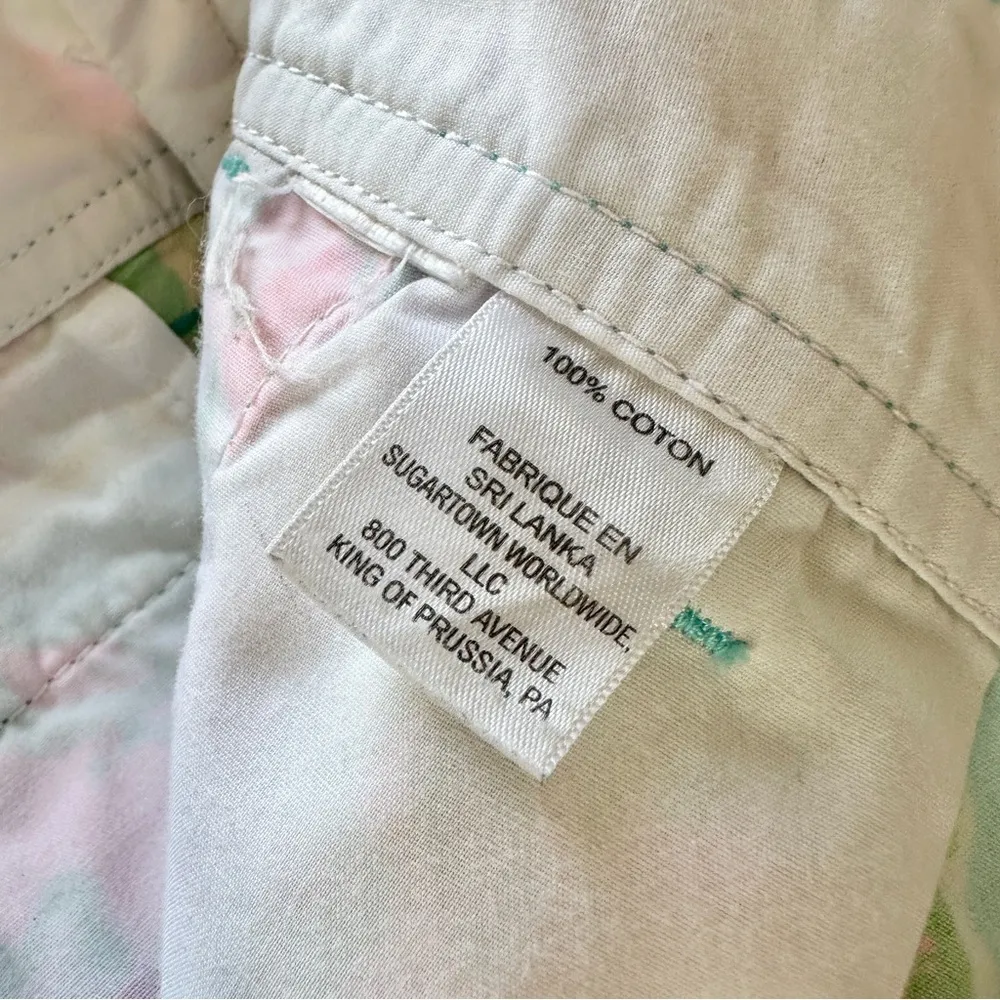 100% COTON
FABRIQUE EN
SRI LANKA
SUGARTOWN WORLDWIDE,
LLC
800 THIRD AVENUE
KING OF PRUSSIA, PA